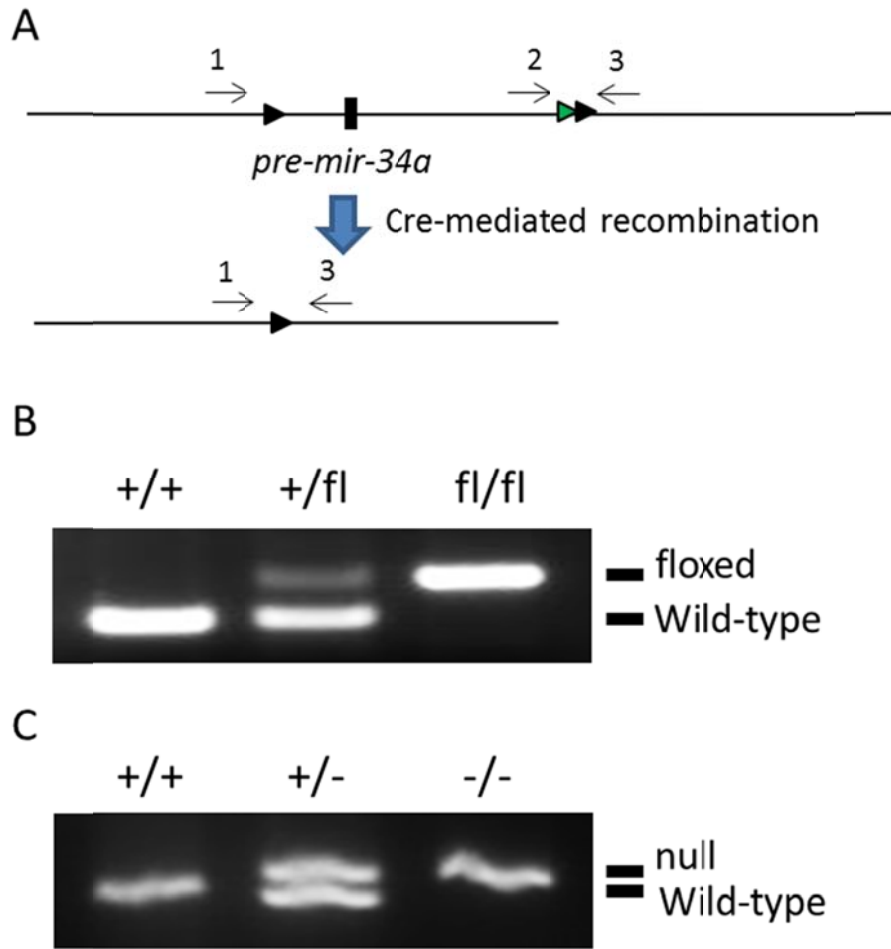 A
1 2 3
pre-mir-34a
Cre-mediated recombination
1 3
B
+/+ +/fl fl/fl
floxed
Wild-type
C
+/+ +/- -/-
null
Wild-type